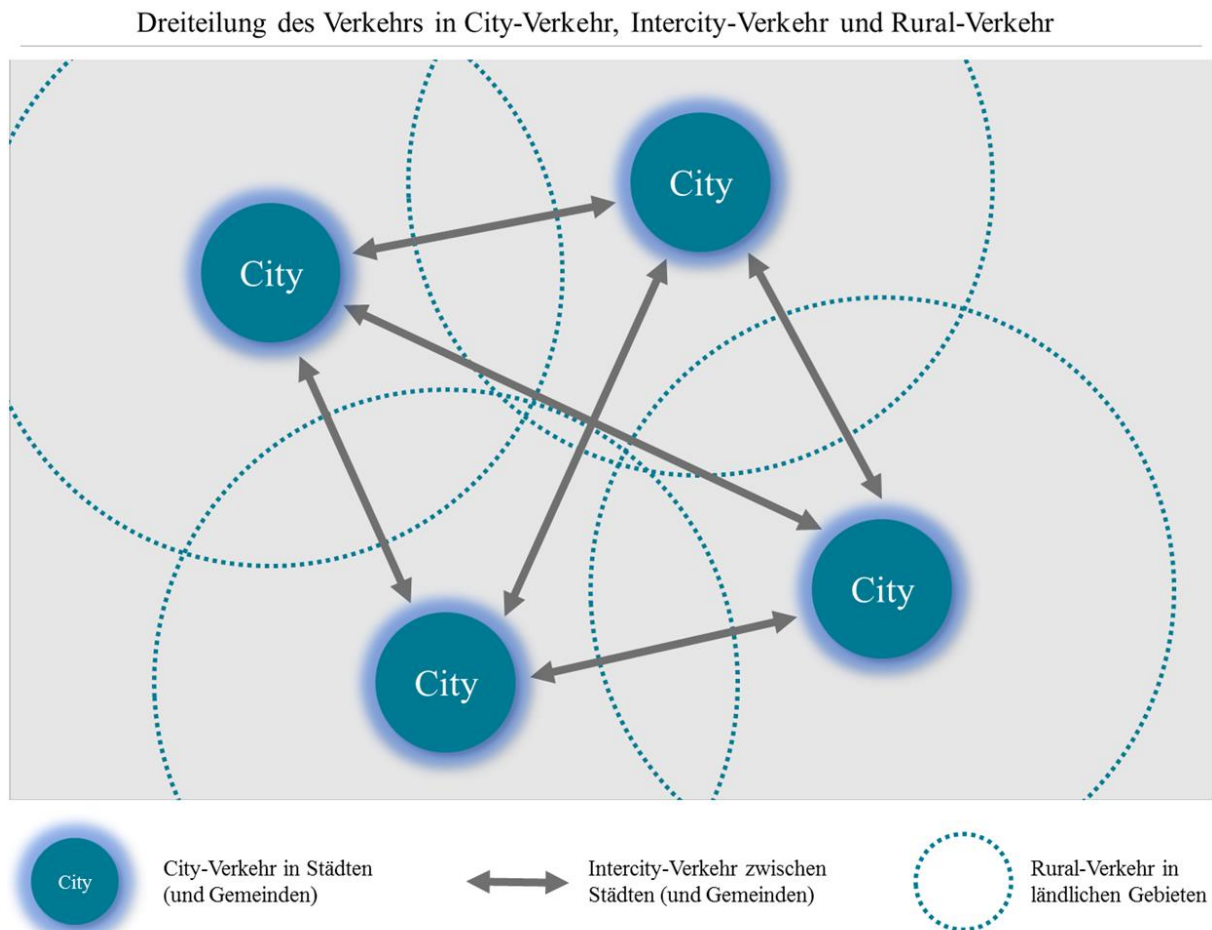 Dreiteilung des Verkehrs in City-Verkehr, Intercity-Verkehr und Rural-Verkehr
City
City
City
City
City
City-Verkehr in Städten
(und Gemeinden)
Intercity-Verkehr zwischen
Städten (und Gemeinden)
Rural-Verkehr in
ländlichen Gebieten